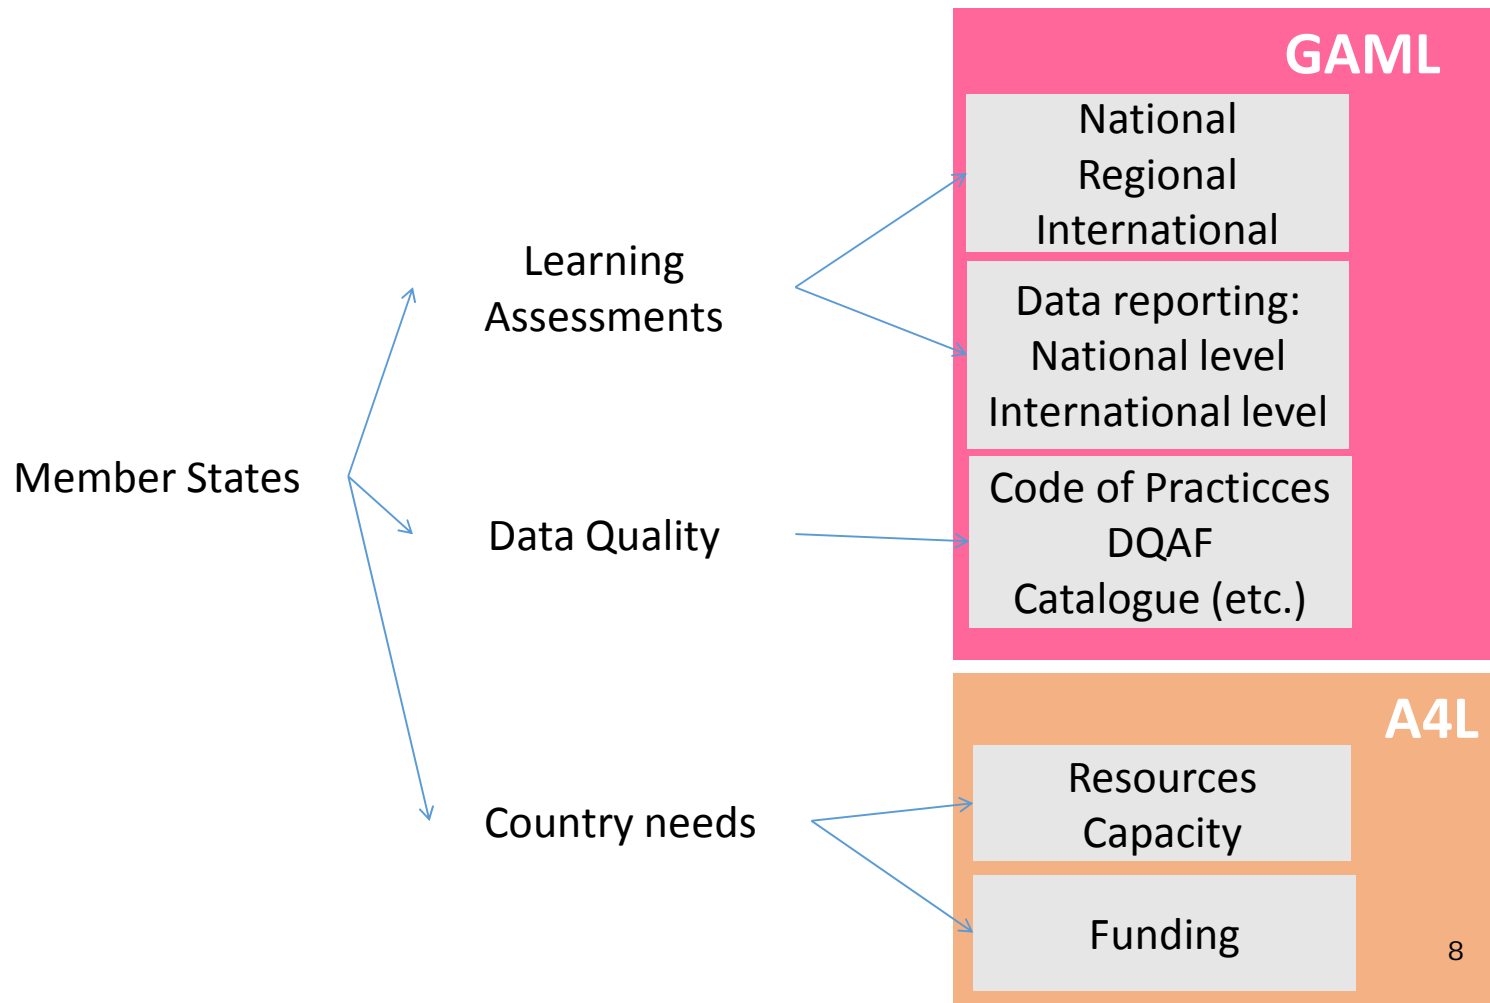 GAML
National
Regional
International
Learning
Assessments
Data reporting:
National level
International level
Member States
Code of Practicces
Data Quality
DQAF
Catalogue (etc.)
A4L
Resources
Capacity
Country needs
Funding
8